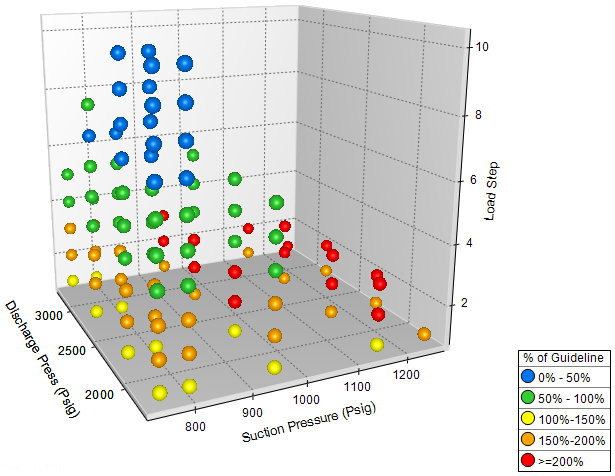 10
8
6
4
2
Load Step
3000
2500
2000
Discharge Press (Psig)
800
900
1000
1100
1200
Suction Pressure (Psig)
% of Guideline
0% - 50%
50% - 100%
100%-150%
150%-200%
>=200%